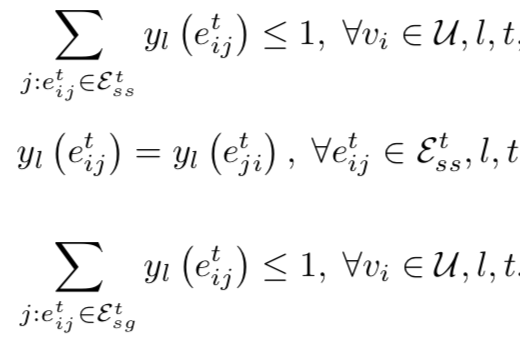 ∑_{j:e_{ij}^t∈ℰ_{ss}^t} y_l (e_{ij}^t) ≤ 1, ∀v_i ∈ 𝒰, l, t,
y_l (e_{ij}^t) = y_l (e_{ji}^t) , ∀e_{ij}^t ∈ ℰ_{ss}^t, l, t
∑_{j:e_{ij}^t∈ℰ_{sg}^t} y_l (e_{ij}^t) ≤ 1, ∀v_i ∈ 𝒰, l, t.